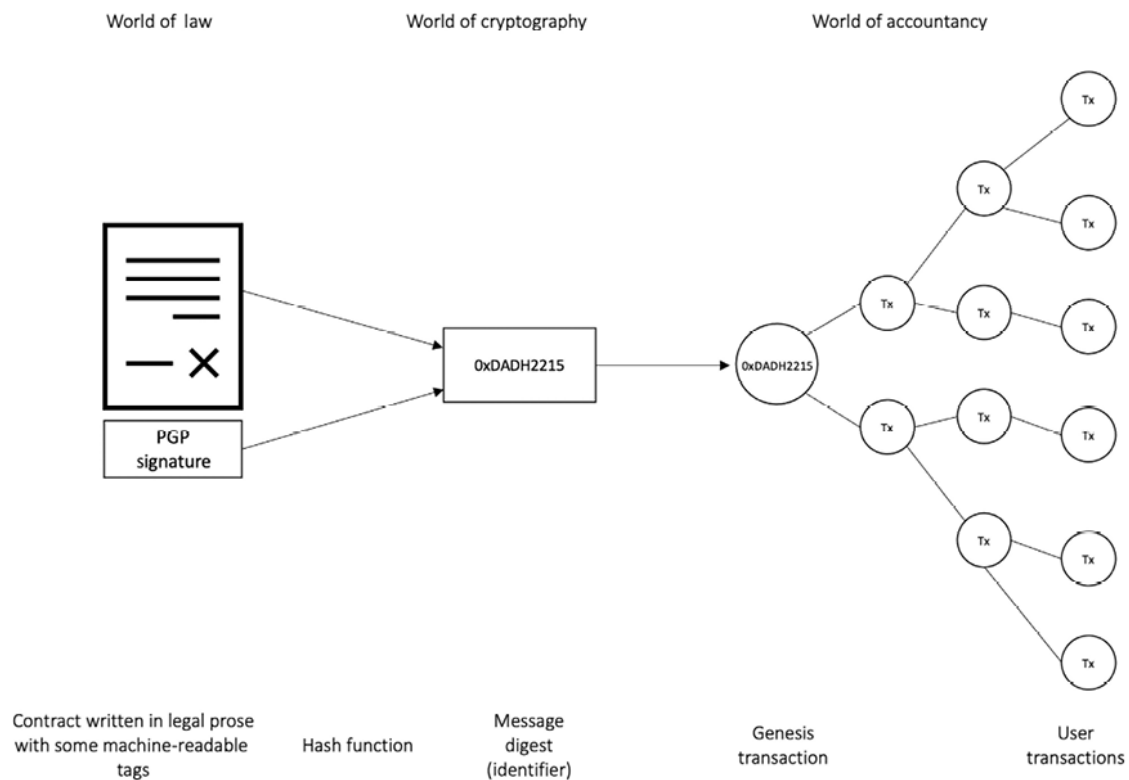 World of law
World of cryptography
World of accountancy
Tx
Tx
Tx
Tx
Tx
Tx
Tx
0xDADH2215
0xDADH2215
Tx
Tx
Tx
PGP
signature
Tx
Tx
Tx
Tx
Contract written in legal prose
with some machine-readable
tags
Hash function
Message
digest
(identifier)
Genesis
transaction
User
transactions